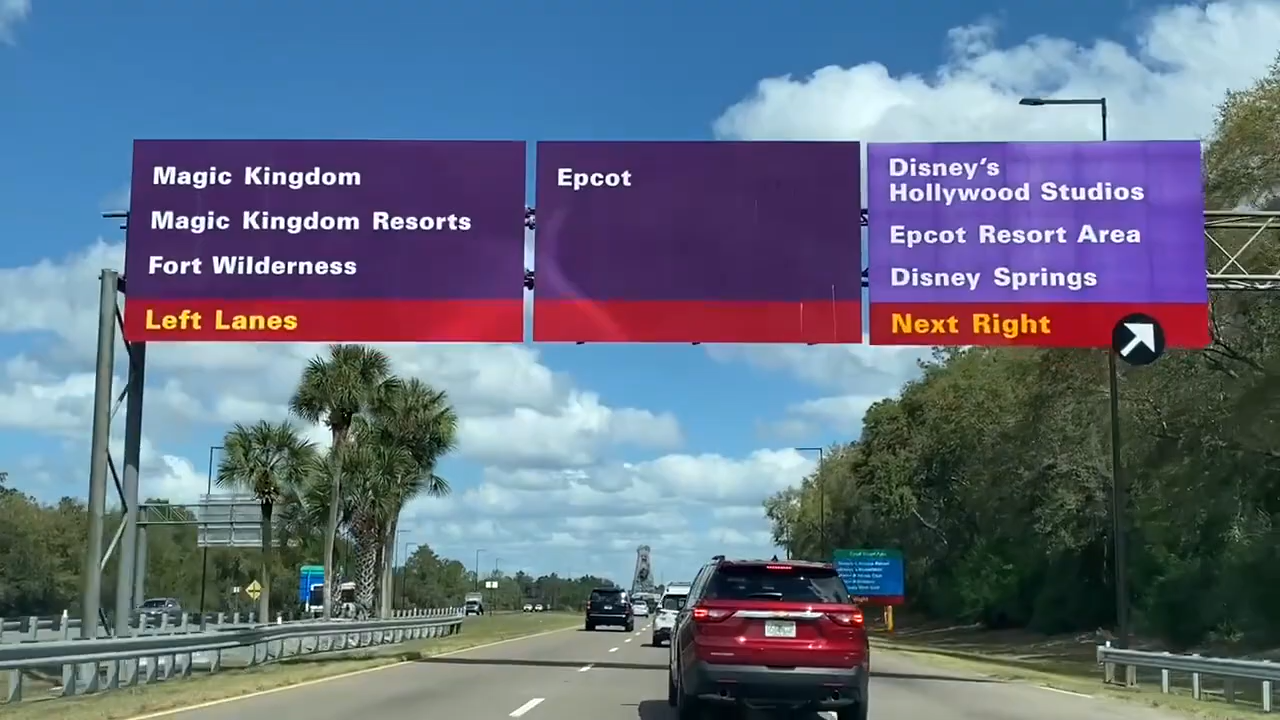 Magic Kingdom
Magic Kingdom Resorts
Fort Wilderness
Left Lanes
Epcot
Disney's
Hollywood Studios
Epcot Resort Area
Disney Springs
Next Right